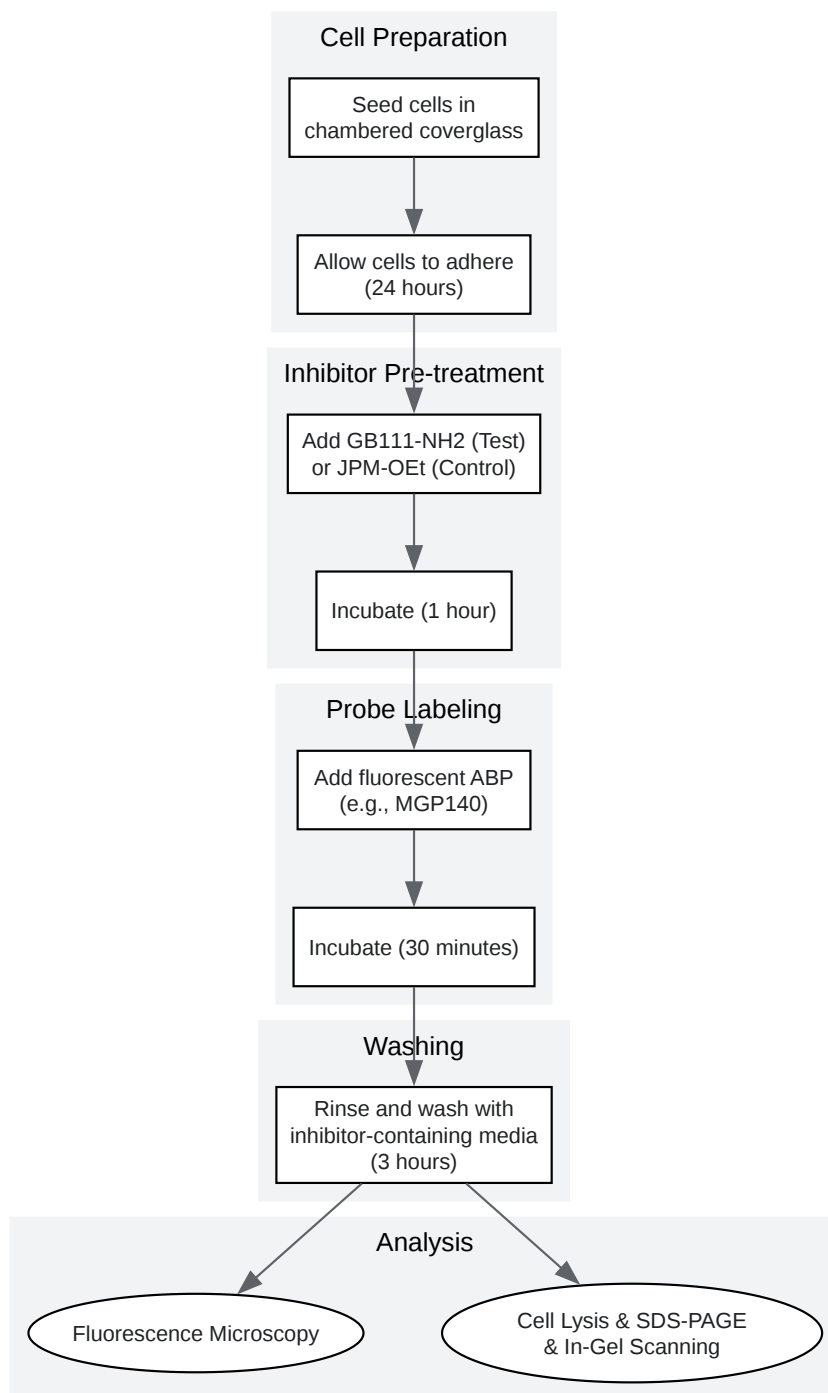 Cell Preparation
Seed cells in
chambered coverglass
Allow cells to adhere
(24 hours)
Inhibitor Pre-treatment
Add GB111-NH2 (Test)
or JPM-OEt (Control)
Incubate (1 hour)
Probe Labeling
Add fluorescent ABP
(e.g., MGP140)
Incubate (30 minutes)
Washing
Rinse and wash with
inhibitor-containing media
(3 hours)
Analysis
Fluorescence Microscopy
Cell Lysis & SDS-PAGE
& In-Gel Scanning